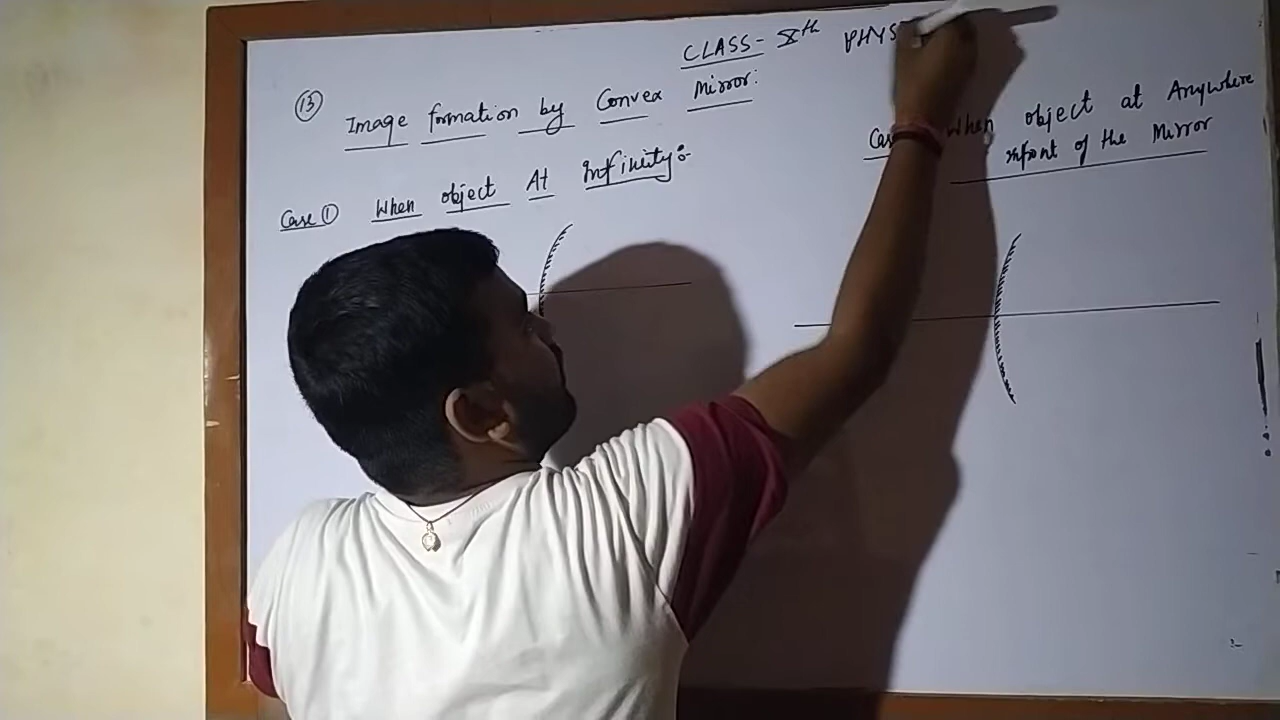 CLASS - Xth PHYS
13 Image formation by Convex Mirror:
Case 1 When object At Infinity:-
When object at Anywhere
infront of the Mirror